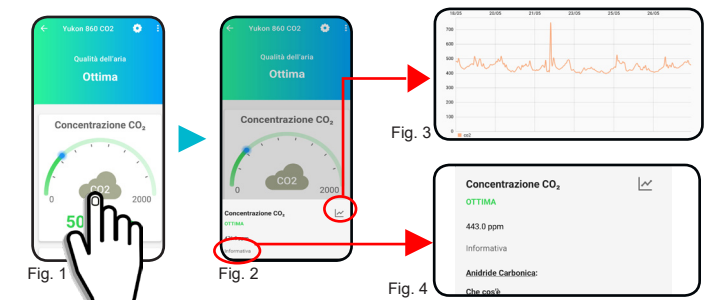 Yukon 860 CO2
Qualità dell'aria
Ottima
Concentrazione CO₂
CO2
0
2000
50
Fig. 1
Yukon 860 CO2
Qualità dell'aria
Ottima
Concentrazione CO₂
CO2
0
2000
Concentrazione CO₂
OTTIMA
ppm
Informativa
Fig. 2
19/05 20/05 21/05 23/05 25/05 26/05
700
600
500
400
300
200
100
0
co2
Fig. 3
Concentrazione CO₂
OTTIMA
443.0 ppm
Informativa
Anidride Carbonica:
Che cos'è
Fig. 4